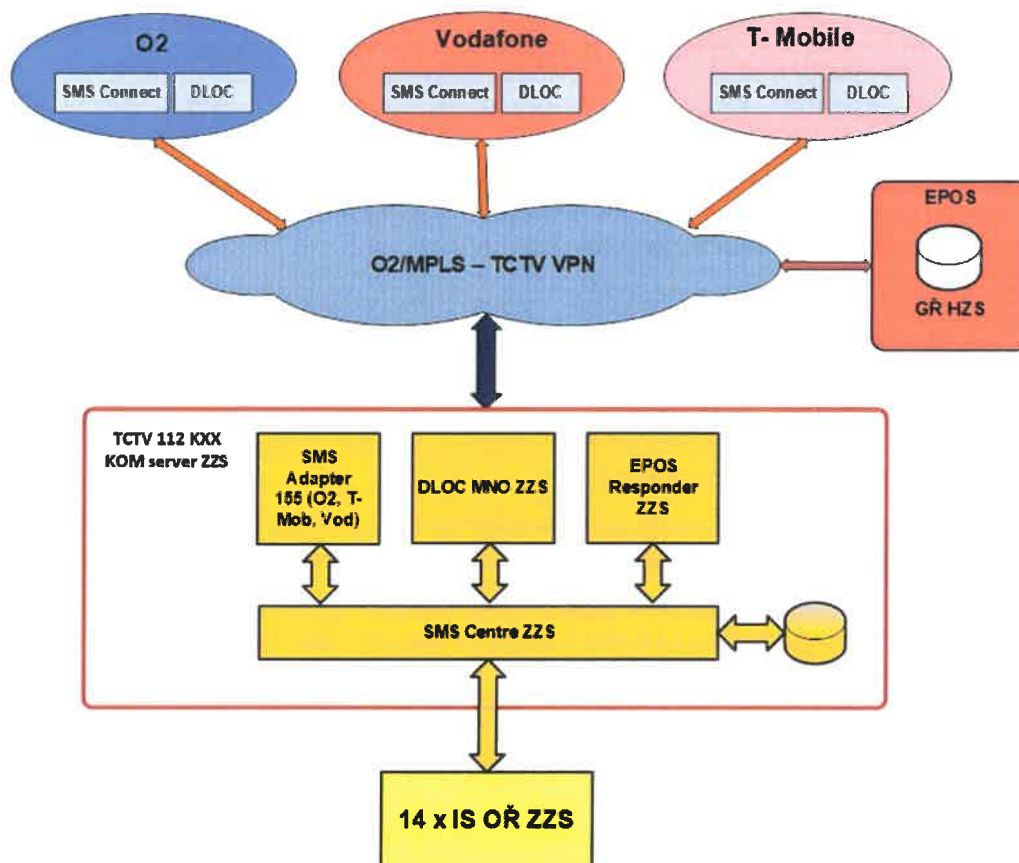 O2
SMS Connect
DLOC
Vodafone
SMS Connect
DLOC
T- Mobile
SMS Connect
DLOC
O2/MPLS – TCTV VPN
EPOS
GŘ HZS
TCTV 112 KXX
KOM server ZZS
SMS
Adapter
155 (O2, T-
Mob, Vod)
DLOC MNO ZZS
EPOS
Responder
ZZS
SMS Centre ZZS
14 x IS OŘ ZZS